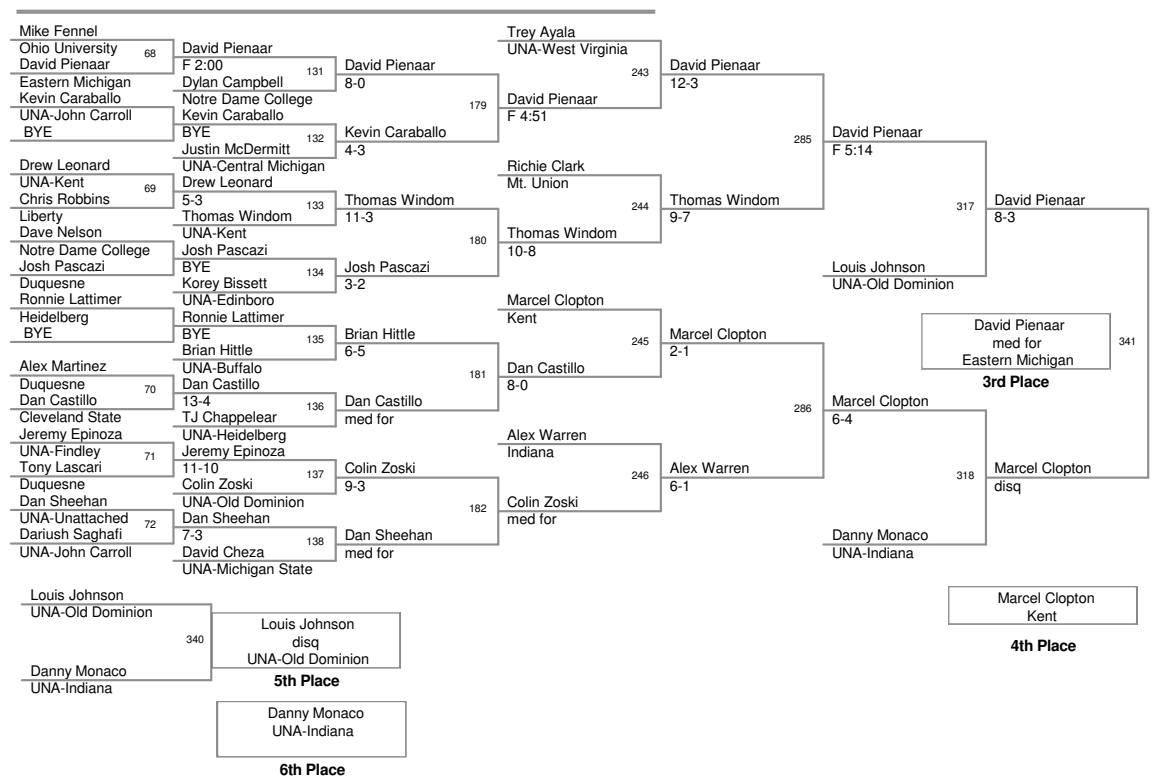 Mike Fennel
Ohio University
68
David Pienaar
Eastern Michigan
Kevin Caraballo
UNA-John Carroll
BYE
Drew Leonard
UNA-Kent
69
Chris Robbins
Liberty
Dave Nelson
Notre Dame College
Josh Pascazi
Duquesne
Ronnie Lattimer
Heidelberg
BYE
Alex Martinez
Duquesne
70
Dan Castillo
Cleveland State
Jeremy Epinoza
UNA-Findley
71
Tony Lascari
Duquesne
Dan Sheehan
UNA-Unattached
72
Dariush Saghafi
UNA-John Carroll
David Pienaar
F 2:00
131
Dylan Campbell
Notre Dame College
Kevin Caraballo
BYE
132
Justin McDermitt
UNA-Central Michigan
Drew Leonard
5-3
133
Thomas Windom
UNA-Kent
Josh Pascazi
BYE
134
Korey Bissett
UNA-Edinboro
Ronnie Lattimer
BYE
135
Brian Hittle
UNA-Buffalo
Dan Castillo
13-4
136
TJ Chappelear
UNA-Heidelberg
Jeremy Epinoza
11-10
137
Colin Zoski
UNA-Old Dominion
Dan Sheehan
7-3
138
David Cheza
UNA-Michigan State
David Pienaar
8-0
179
Kevin Caraballo
4-3
Thomas Windom
11-3
180
Josh Pascazi
3-2
Brian Hittle
6-5
181
Dan Castillo
med for
Colin Zoski
9-3
182
Dan Sheehan
med for
Trey Ayala
UNA-West Virginia
243
David Pienaar
F 4:51
Richie Clark
Mt. Union
244
Thomas Windom
10-8
Marcel Clopton
Kent
245
Dan Castillo
8-0
Alex Warren
Indiana
246
Colin Zoski
med for
David Pienaar
12-3
285
Thomas Windom
9-7
Marcel Clopton
2-1
286
Alex Warren
6-1
David Pienaar
F 5:14
317
Louis Johnson
UNA-Old Dominion
Marcel Clopton
6-4
318
Danny Monaco
UNA-Indiana
David Pienaar
8-3
David Pienaar
med for
Eastern Michigan
341
3rd Place
Marcel Clopton
disq
Marcel Clopton
Kent
4th Place
Louis Johnson
UNA-Old Dominion
340
Danny Monaco
UNA-Indiana
Louis Johnson
disq
UNA-Old Dominion
5th Place
Danny Monaco
UNA-Indiana
6th Place